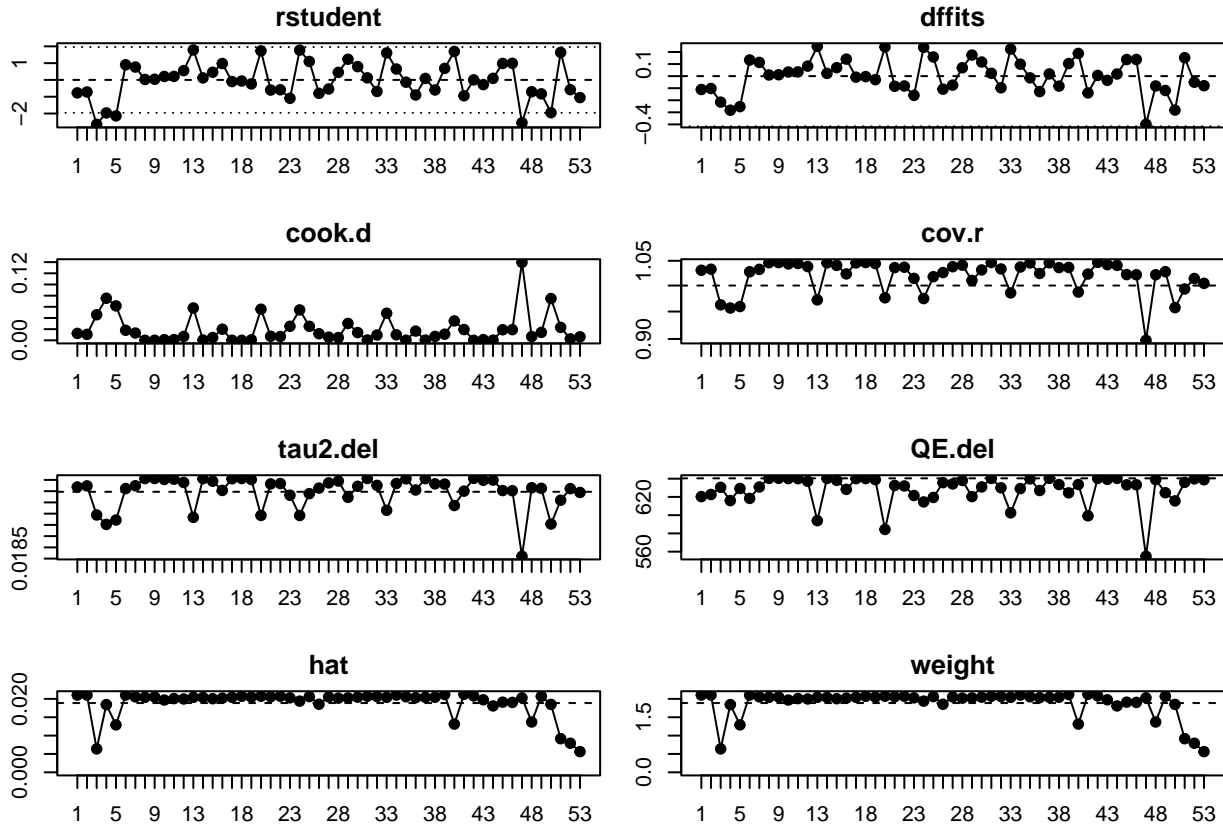 rstudent
1
−2
1 5 9 13 18 23 28 33 38 43 48 53
dffits
0.1
−0.4
1 5 9 13 18 23 28 33 38 43 48 53
cook.d
0.12
0.00
1 5 9 13 18 23 28 33 38 43 48 53
cov.r
1.05
0.90
1 5 9 13 18 23 28 33 38 43 48 53
tau2.del
0.0185
1 5 9 13 18 23 28 33 38 43 48 53
QE.del
620
560
1 5 9 13 18 23 28 33 38 43 48 53
hat
0.020
0.000
1 5 9 13 18 23 28 33 38 43 48 53
weight
1.5
0.0
1 5 9 13 18 23 28 33 38 43 48 53